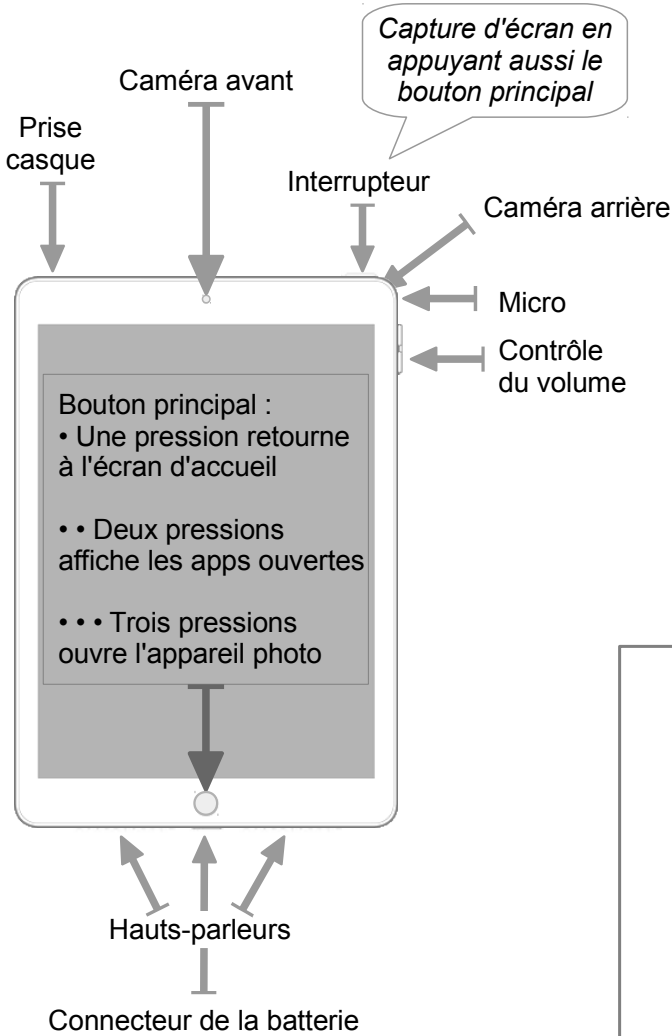 Capture d'écran en
appuyant aussi le
bouton principal
Caméra avant
Prise
casque
Interrupteur
Caméra arrière
Micro
Contrôle
du volume
Bouton principal :
• Une pression retourne
à l'écran d'accueil
• • Deux pressions
affiche les apps ouvertes
• • • Trois pressions
ouvre l'appareil photo
Hauts-parleurs
Connecteur de la batterie